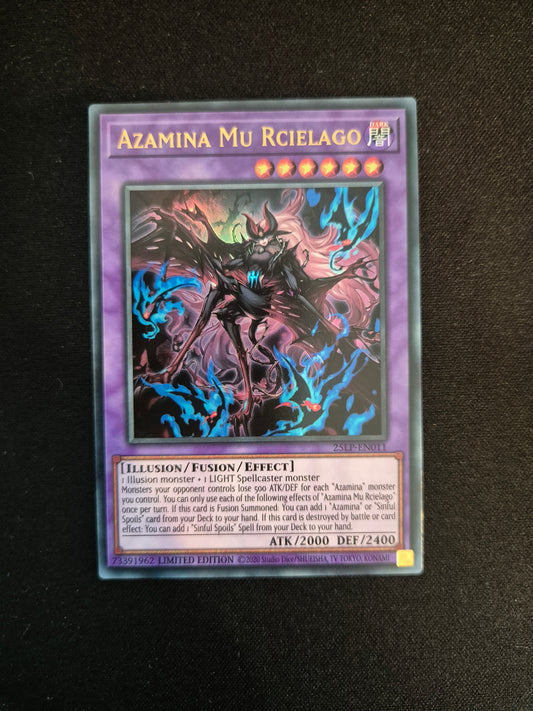 AZAMINA MU RCIELAGO
DARK
闇
25LP-EN011
[ILLUSION/FUSION/EFFECT]
1 Illusion monster + 1 LIGHT Spellcaster monster
Monsters your opponent controls lose 500 ATK/DEF for each "Azamina" monster
you control. You can only use each of the following effects of "Azamina Mu Rcielago"
once per turn. If this card is Fusion Summoned: You can add 1 "Azamina" or "Sinful
Spoils" card from your Deck to your hand. If this card is destroyed by battle or card
effect: You can add 1 "Sinful Spoils" Spell from your Deck to your hand.
ATK/2000 DEF/2400
73391962 LIMITED EDITION ©2020 Studio Dice/SHUEISHA, TV TOKYO, KONAMI